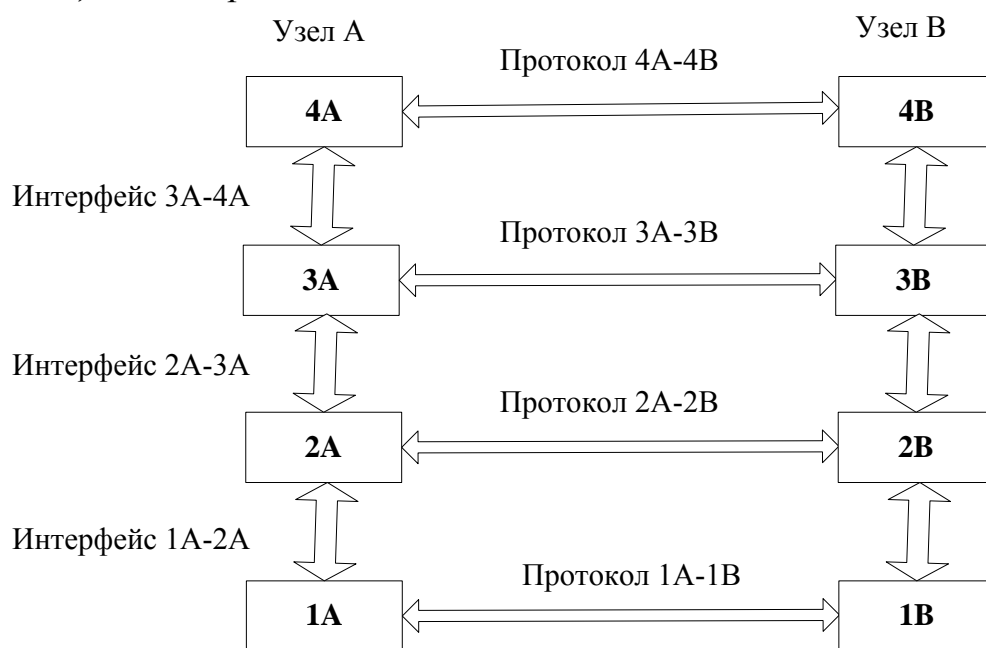 Узел А
Узел В
Протокол 4А-4В
4А
4В
Интерфейс 3А-4А
Протокол 3А-3В
3А
3В
Интерфейс 2А-3А
Протокол 2А-2В
2А
2В
Интерфейс 1А-2А
Протокол 1А-1В
1А
1В